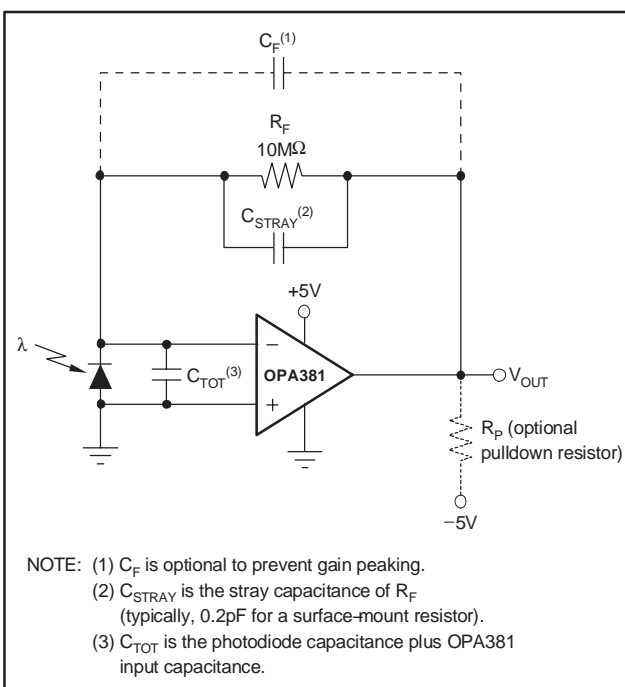 C_F^(1)
R_F
10MΩ
C_STRAY^(2)
+5V
λ
−
C_TOT^(3)
OPA381
+
V_OUT
R_P (optional
pulldown resistor)
−5V
NOTE: (1) C_F is optional to prevent gain peaking.
(2) C_STRAY is the stray capacitance of R_F
(typically, 0.2pF for a surface-mount resistor).
(3) C_TOT is the photodiode capacitance plus OPA381
input capacitance.